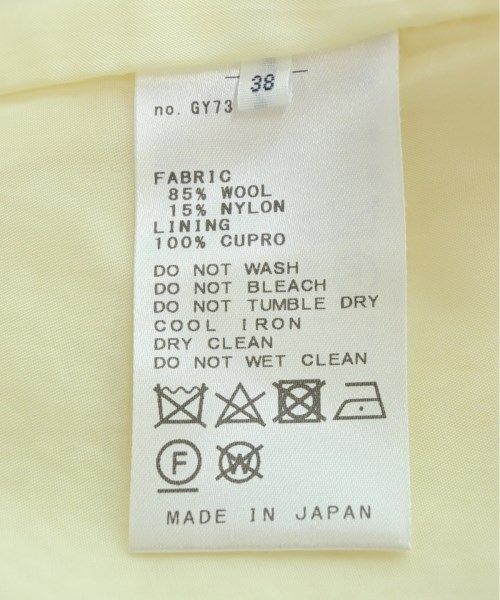 38
no. GY73
FABRIC
85% WOOL
15% NYLON
LINING
100% CUPRO
DO NOT WASH
DO NOT BLEACH
DO NOT TUMBLE DRY
COOL IRON
DRY CLEAN
DO NOT WET CLEAN
F W
MADE IN JAPAN